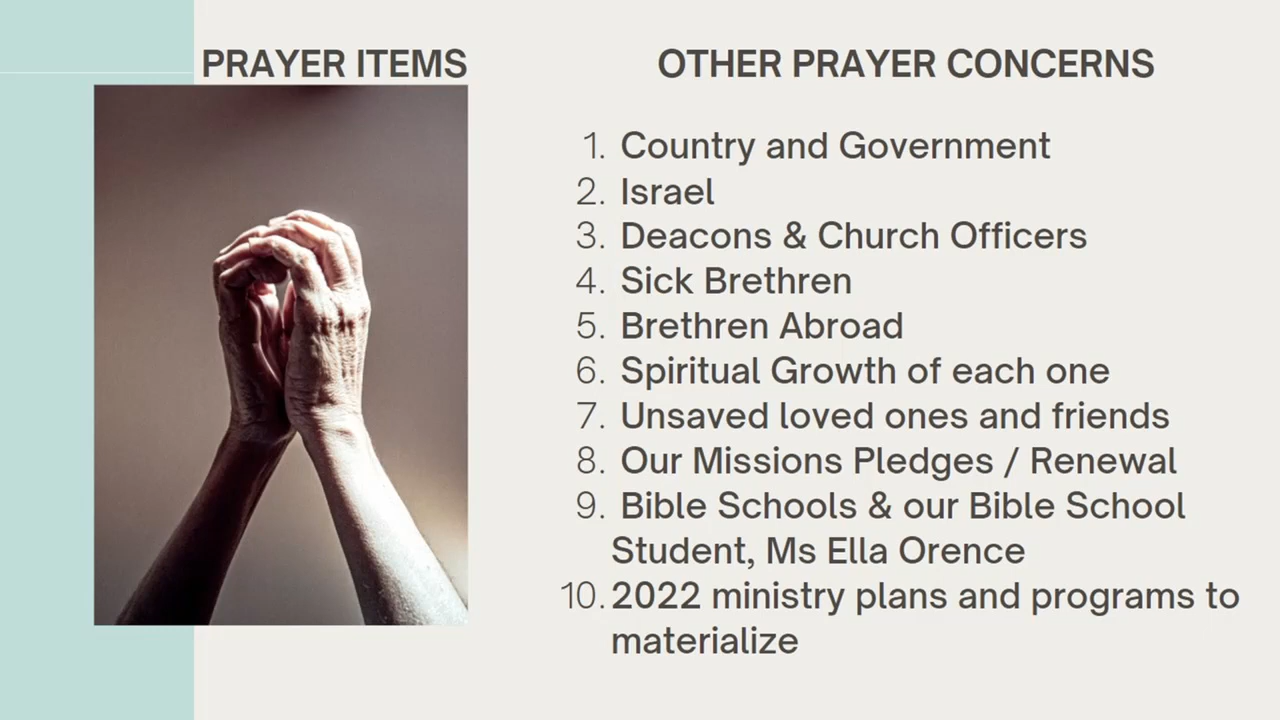 PRAYER ITEMS
OTHER PRAYER CONCERNS
1. Country and Government
2. Israel
3. Deacons & Church Officers
4. Sick Brethren
5. Brethren Abroad
6. Spiritual Growth of each one
7. Unsaved loved ones and friends
8. Our Missions Pledges / Renewal
9. Bible Schools & our Bible School
Student, Ms Ella Orence
10. 2022 ministry plans and programs to
materialize